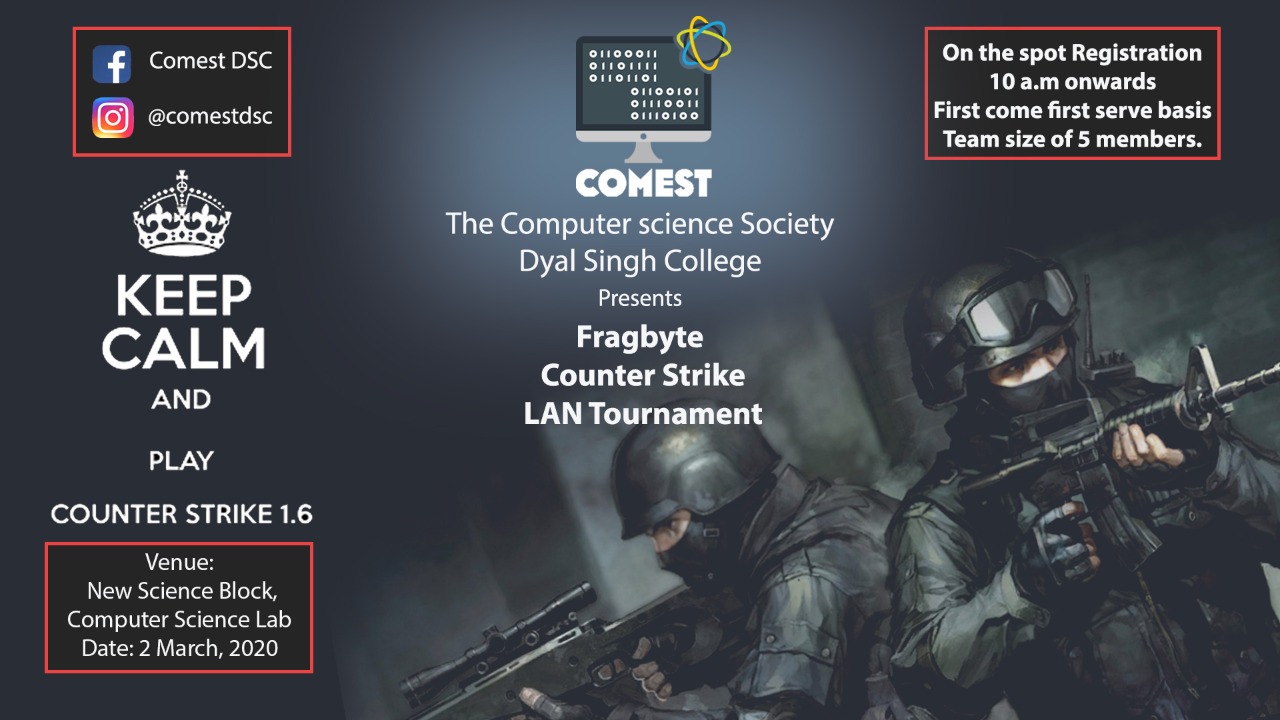 Comest DSC
@comestdsc
KEEP
CALM
AND
PLAY
COUNTER STRIKE 1.6
Venue:
New Science Block,
Computer Science Lab
Date: 2 March, 2020
01100011
01101111
01101101
01100101
01110011
01110100
COMEST
The Computer science Society
Dyal Singh College
Presents
Fragbyte
Counter Strike
LAN Tournament
On the spot Registration
10 a.m onwards
First come first serve basis
Team size of 5 members.